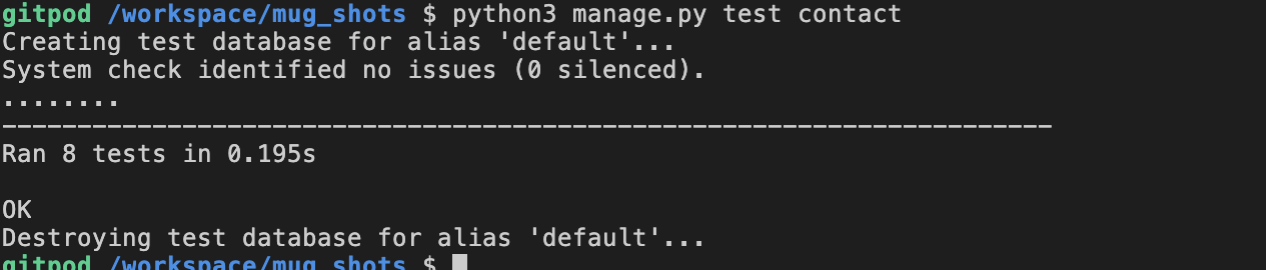 gitpod /workspace/mug_shots $ python3 manage.py test contact
Creating test database for alias 'default'...
System check identified no issues (0 silenced).
........
----------------------------------------------------------------------
Ran 8 tests in 0.195s

OK
Destroying test database for alias 'default'...
gitpod /workspace/mug_shots $